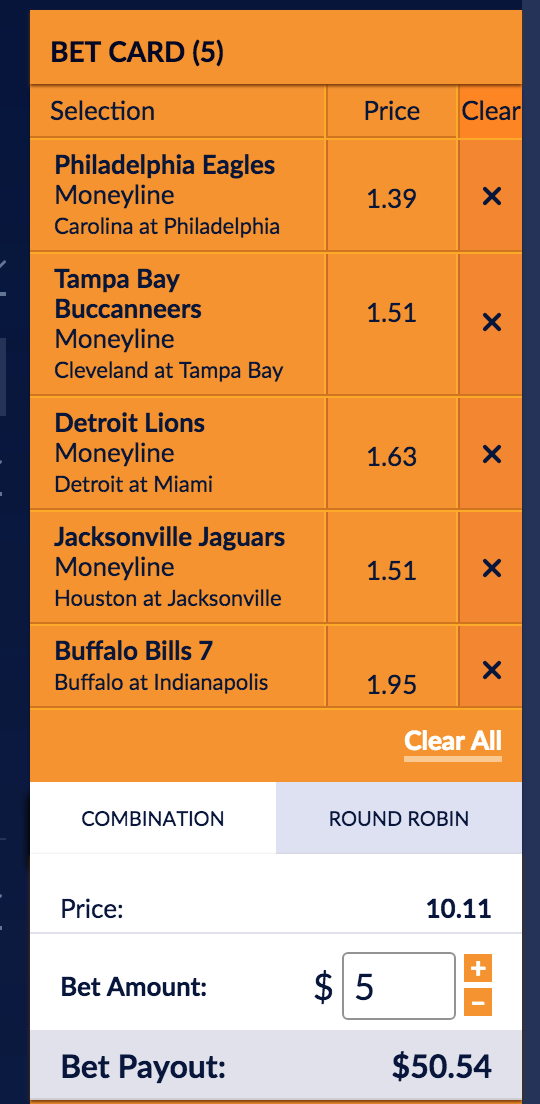 BET CARD (5)
Selection Price Clear
Philadelphia Eagles
Moneyline
Carolina at Philadelphia
1.39 ✕
Tampa Bay
Buccanneers
Moneyline
Cleveland at Tampa Bay
1.51 ✕
Detroit Lions
Moneyline
Detroit at Miami
1.63 ✕
Jacksonville Jaguars
Moneyline
Houston at Jacksonville
1.51 ✕
Buffalo Bills 7
Buffalo at Indianapolis
1.95 ✕
Clear All
COMBINATION ROUND ROBIN
Price: 10.11
Bet Amount: $ 5 + −
Bet Payout: $50.54